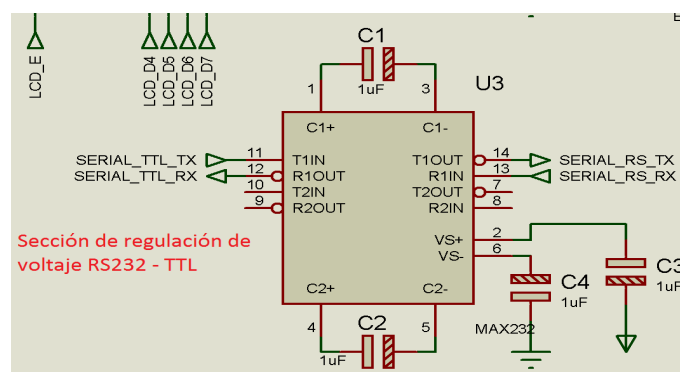 LCD_E
LCD_D4
LCD_D5
LCD_D6
LCD_D7
C1
1uF
U3
1
3
C1+
C1-
SERIAL_TTL_TX
11
T1IN
T1OUT
14
SERIAL_RS_TX
SERIAL_TTL_RX
12
R1OUT
R1IN
13
SERIAL_RS_RX
10
T2IN
T2OUT
7
9
R2OUT
R2IN
8
Sección de regulación de
voltaje RS232 - TTL
VS+
2
VS-
6
C3
1uF
C4
1uF
C2+
C2-
4
5
MAX232
C2
1uF